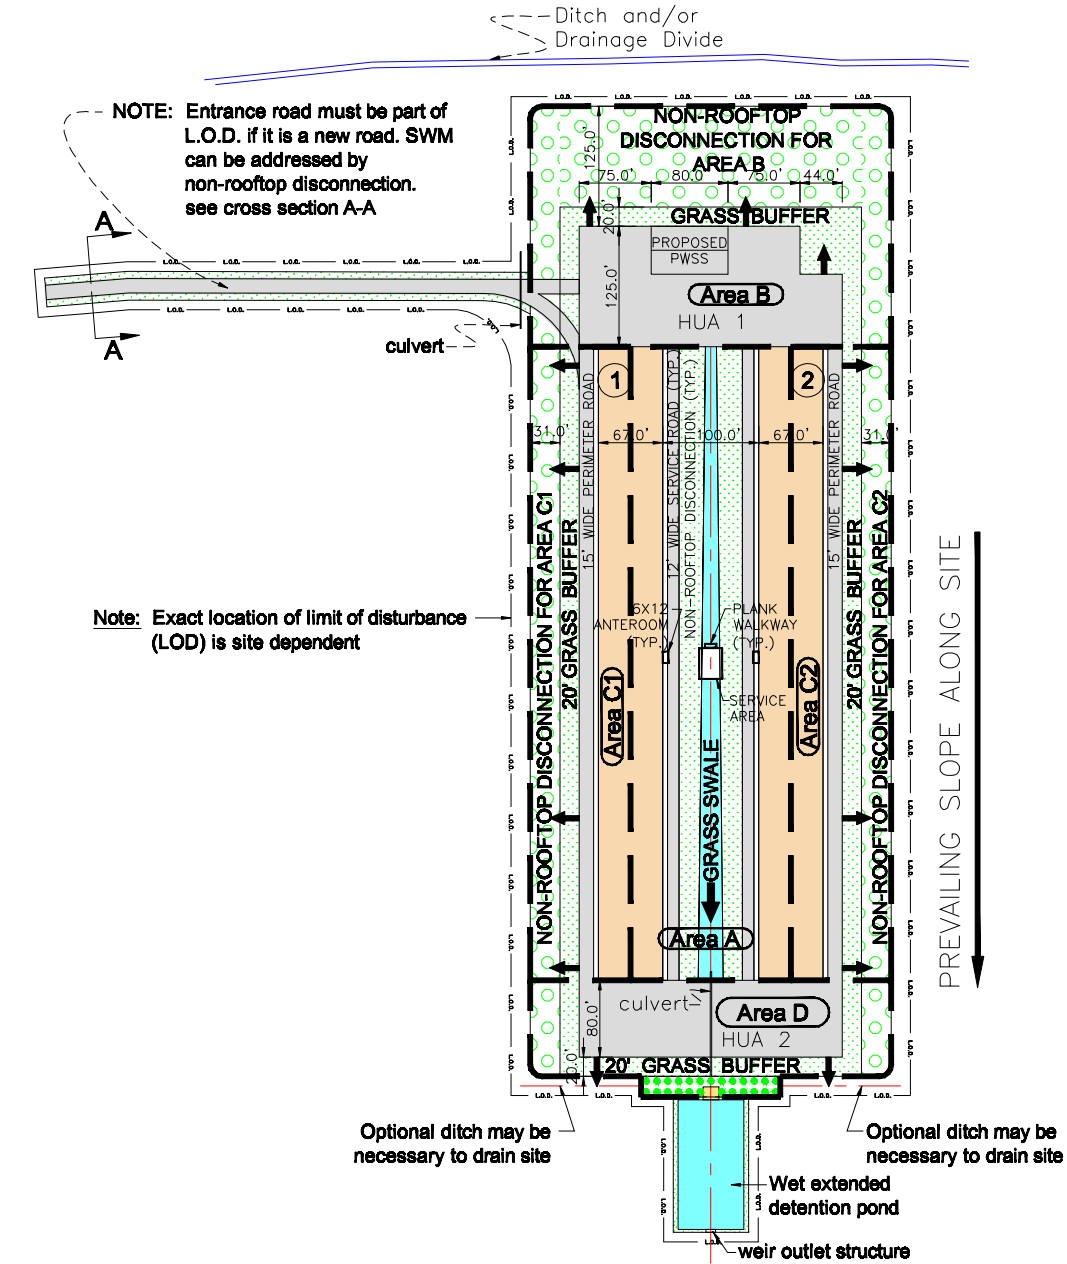 Ditch and/or
Drainage Divide
NOTE: Entrance road must be part of
L.O.D. if it is a new road. SWM
can be addressed by
non-rooftop disconnection.
see cross section A-A
L.O.D.
NON-ROOFTOP
DISCONNECTION FOR
AREA B
125.0'
75.0'
80.0'
75.0'
44.0'
20.0'
GRASS BUFFER
A
A
PROPOSED
PWSS
125.0'
Area B
HUA 1
culvert
1
2
31.0'
67.0'
100.0'
67.0'
31.0'
15' WIDE PERIMETER ROAD
12' WIDE SERVICE ROAD (TYP.)
NON-ROOFTOP DISCONNECTION (TYP.)
15' WIDE PERIMETER ROAD
NON-ROOFTOP DISCONNECTION FOR AREA C1
20' GRASS BUFFER
20' GRASS BUFFER
NON-ROOFTOP DISCONNECTION FOR AREA C2
PREVAILING SLOPE ALONG SITE
Note: Exact location of limit of disturbance
(LOD) is site dependent
6X12
ANTEROOM
(TYP.)
PLANK
WALKWAY
(TYP.)
SERVICE
AREA
Area C1
Area C2
GRASS SWALE
Area A
culvert
Area D
HUA 2
80.0'
20.0'
20' GRASS BUFFER
Optional ditch may be
necessary to drain site
Optional ditch may be
necessary to drain site
Wet extended
detention pond
weir outlet structure